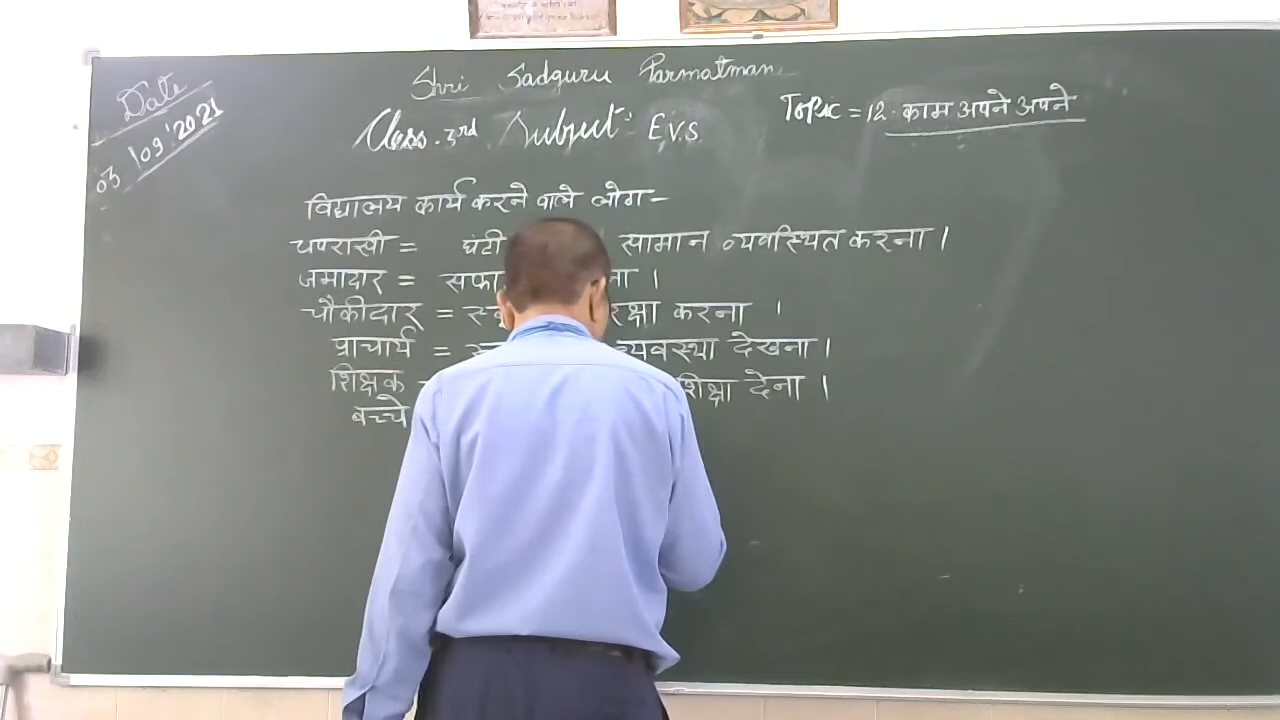 Date
03/09/2021
Shri Sadguru Parmatman
Class. 3rd Subject: E.V.S.
Topic = 12. काम अपने अपने
विद्यालय कार्य करने वाले लोग -
चपरासी = घंटी सामान व्यवस्थित करना ।
जमादार = सफा ना ।
चौकीदार = रक्षा करना ।
प्राचार्य = व्यवस्था देखना ।
शिक्षक = शिक्षा देना ।
बच्चे